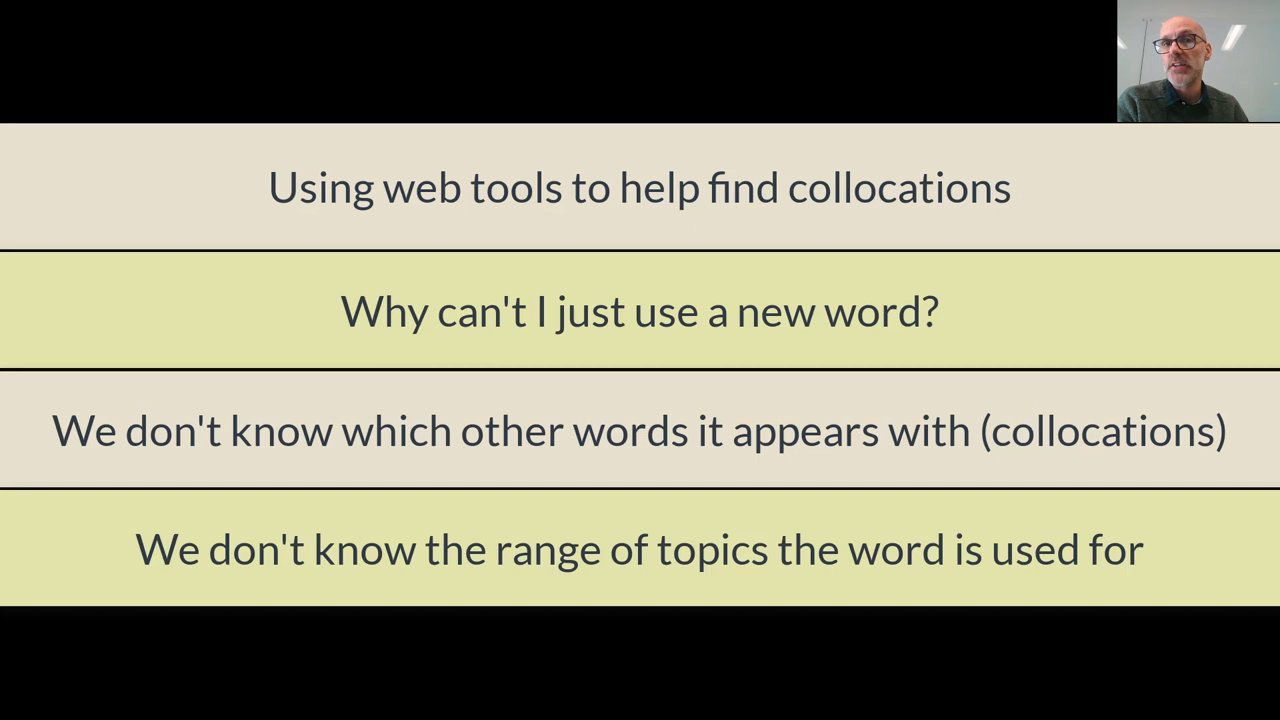 Using web tools to help find collocations
Why can't I just use a new word?
We don't know which other words it appears with (collocations)
We don't know the range of topics the word is used for